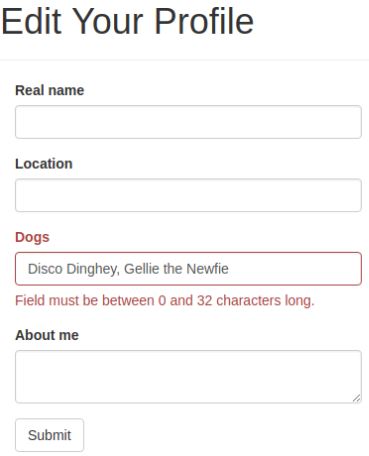 Edit Your Profile
Real name
Location
Dogs
Disco Dinghey, Gellie the Newfie
Field must be between 0 and 32 characters long.
About me
Submit